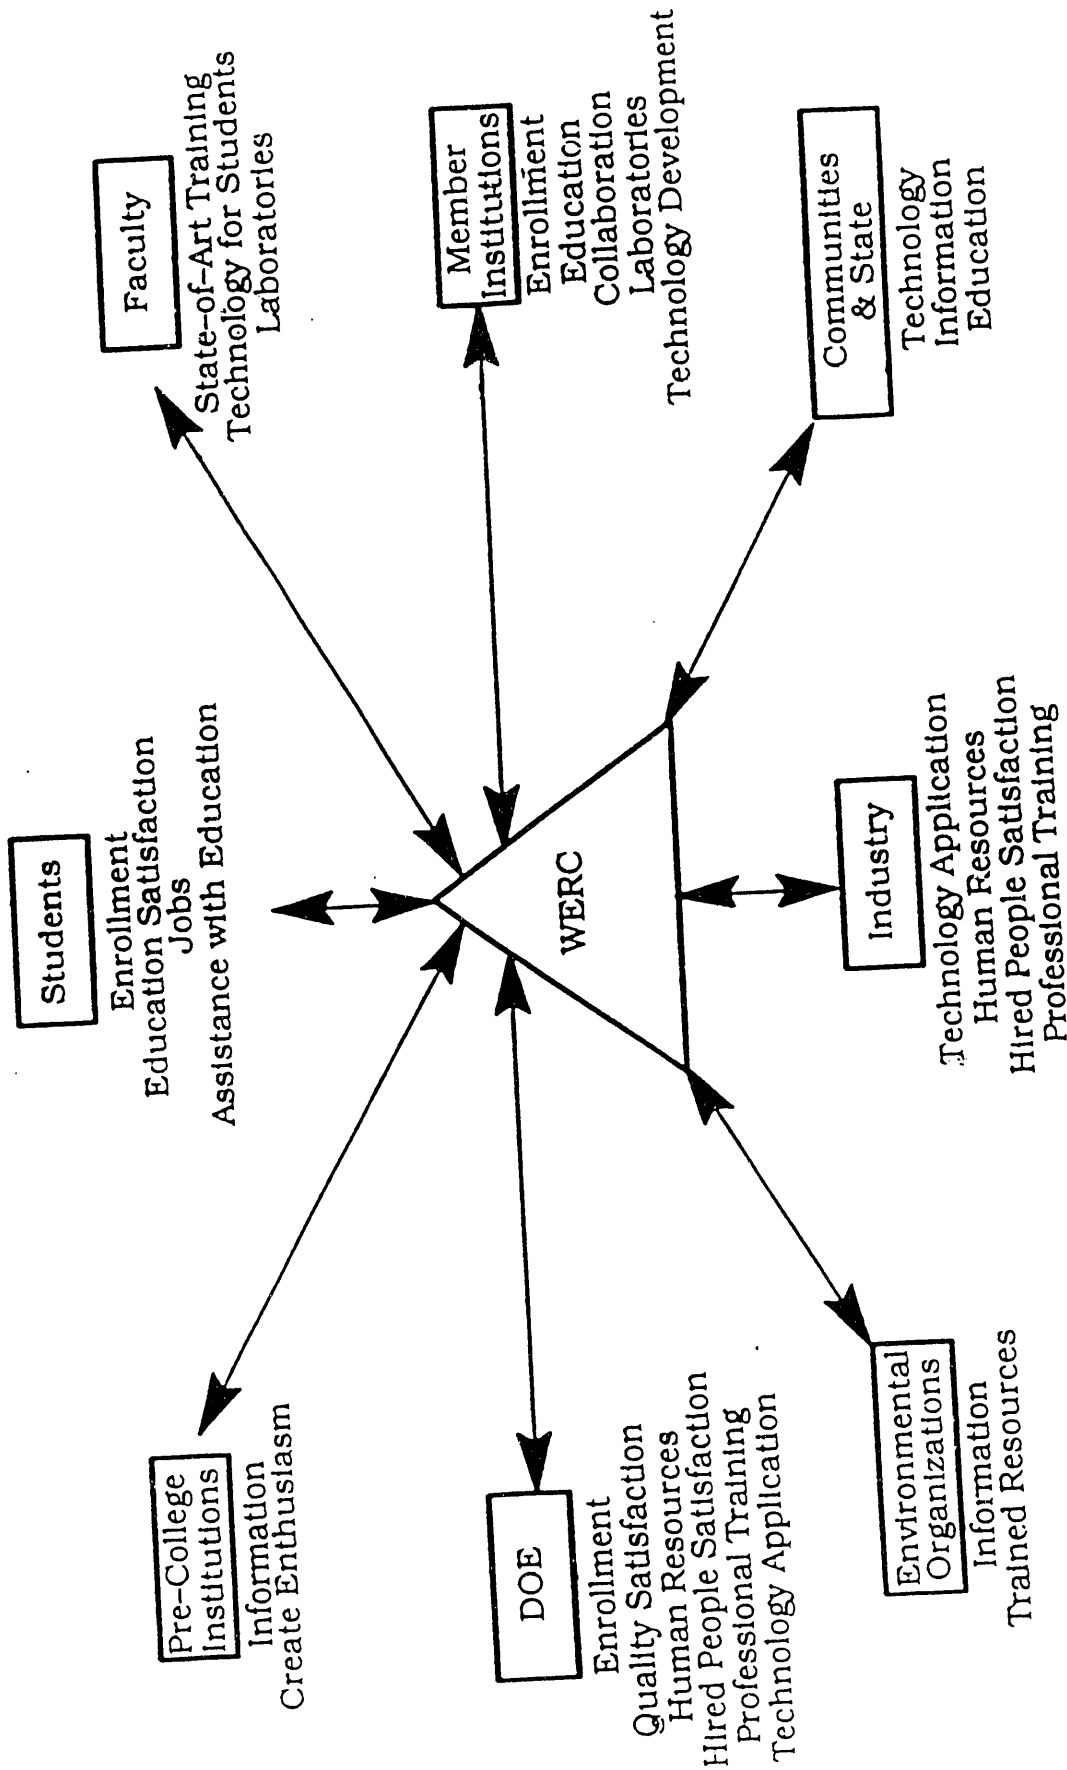 Students
Enrollment
Education Satisfaction
Jobs
Assistance with Education
Pre-College
Institutions
Information
Create Enthusiasm
Faculty
State-of-Art Training
Technology for Students
Laboratories
DOE
Enrollment
Quality Satisfaction
Human Resources
Hired People Satisfaction
Professional Training
Technology Application
WERC
Member
Institutions
Enrollment
Education
Collaboration
Laboratories
Technology Development
Environmental
Organizations
Information
Trained Resources
Industry
Technology Application
Human Resources
Hired People Satisfaction
Professional Training
Communities
& State
Technology
Information
Education